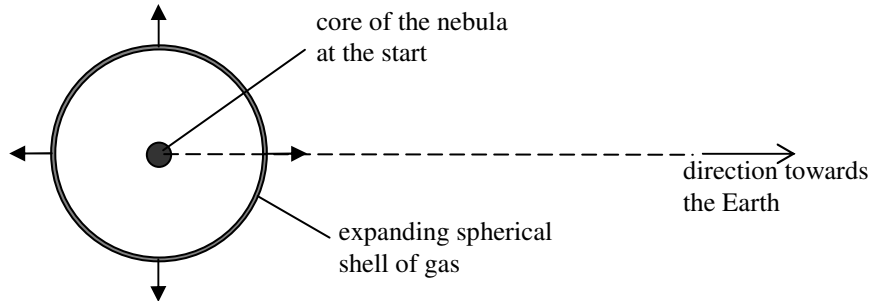 core of the nebula
at the start
direction towards
the Earth
expanding spherical
shell of gas